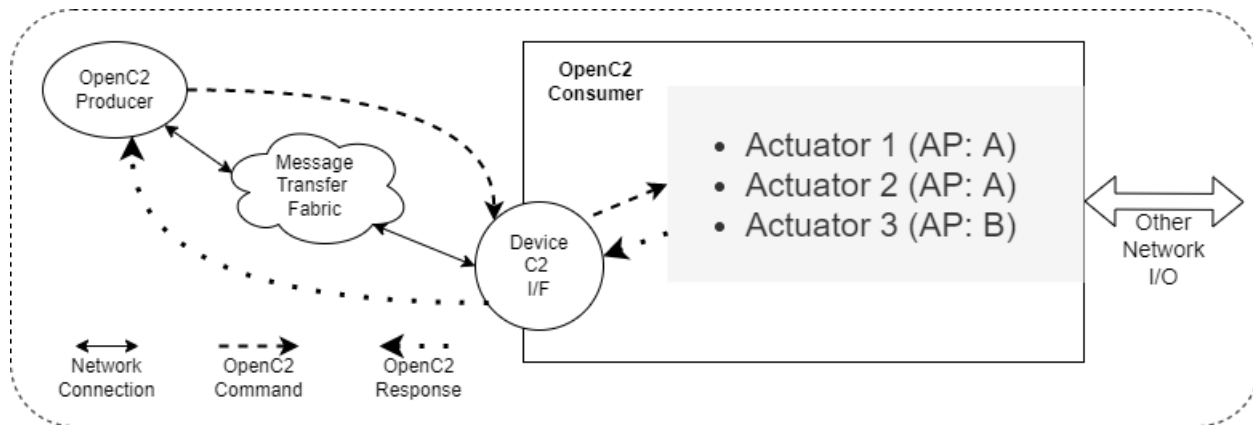 OpenC2
Producer
Message
Transfer
Fabric
OpenC2
Consumer
• Actuator 1 (AP: A)
• Actuator 2 (AP: A)
• Actuator 3 (AP: B)
Device
C2
I/F
Other
Network
I/O
Network
Connection
OpenC2
Command
OpenC2
Response